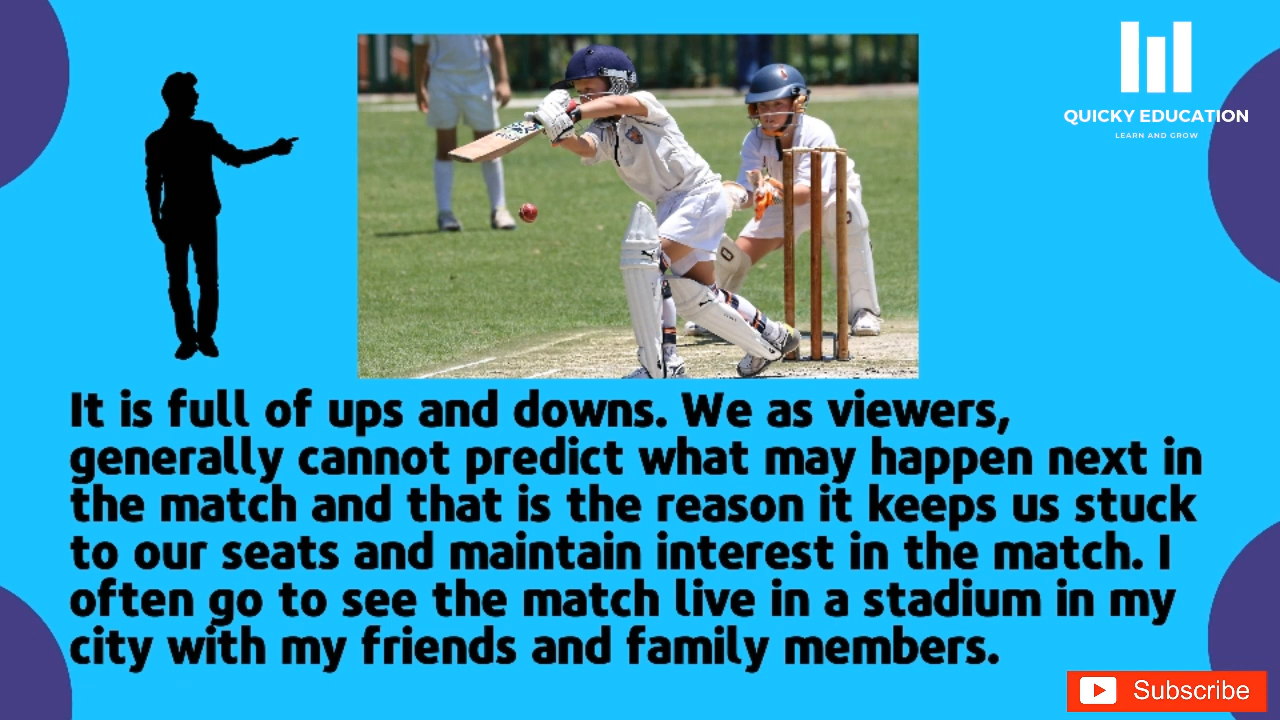 QUICKY EDUCATION
LEARN AND GROW
It is full of ups and downs. We as viewers,
generally cannot predict what may happen next in
the match and that is the reason it keeps us stuck
to our seats and maintain interest in the match. I
often go to see the match live in a stadium in my
city with my friends and family members.
Subscribe